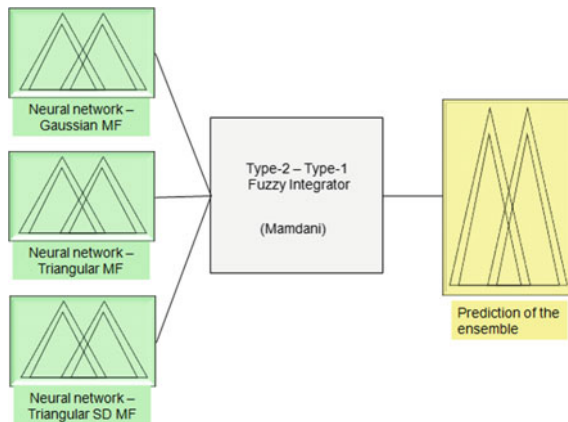 Neural network –
Gaussian MF
Neural network –
Triangular MF
Neural network –
Triangular SD MF
Type-2 – Type-1
Fuzzy Integrator
(Mamdani)
Prediction of the
ensemble